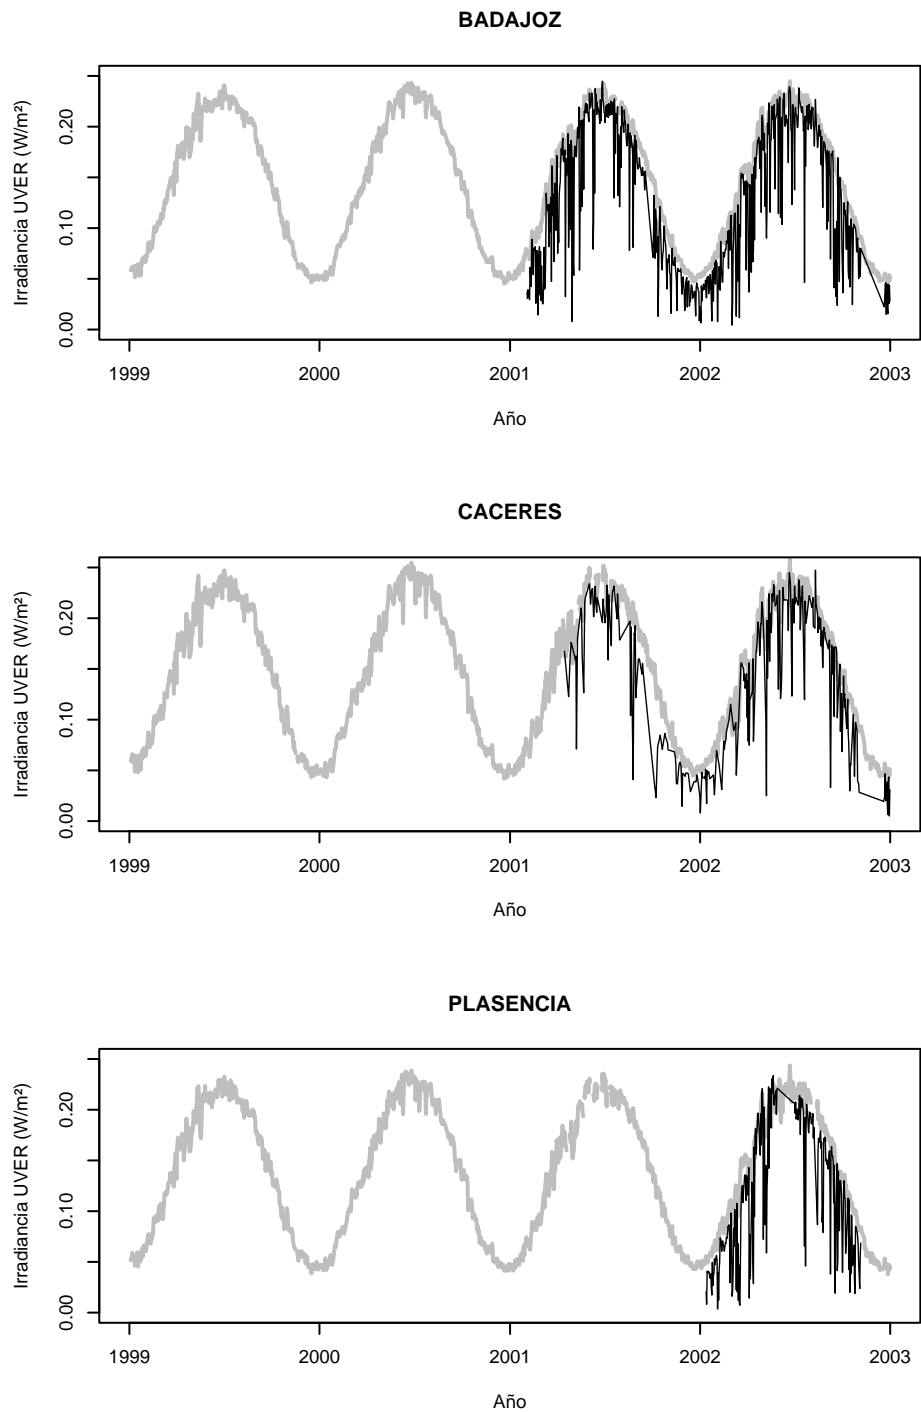 BADAJOZ
Irradiancia UVER (W/m²)
0.20
0.10
0.00
1999 2000 2001 2002 2003
Año
CACERES
Irradiancia UVER (W/m²)
0.20
0.10
0.00
1999 2000 2001 2002 2003
Año
PLASENCIA
Irradiancia UVER (W/m²)
0.20
0.10
0.00
1999 2000 2001 2002 2003
Año